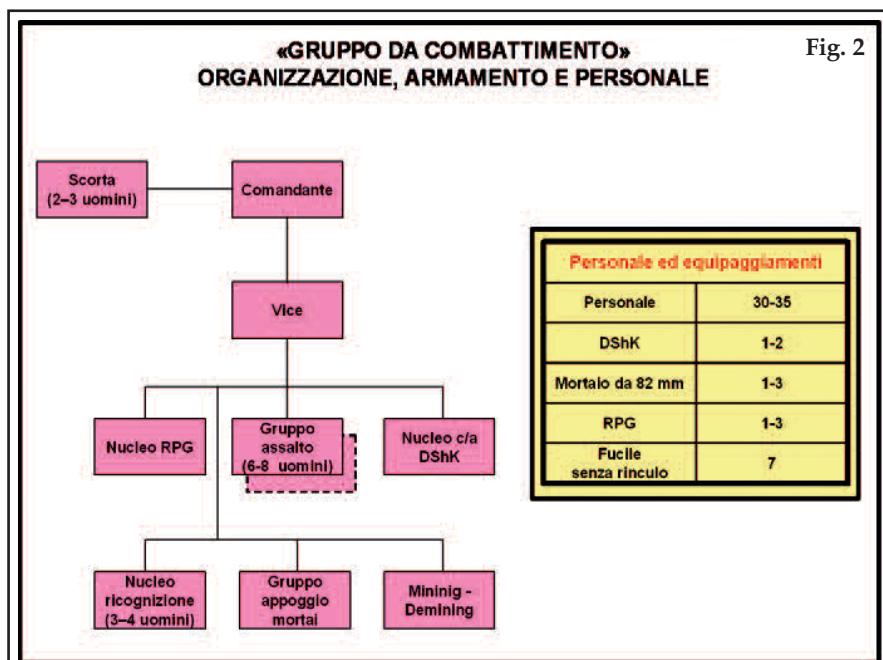 «GRUPPO DA COMBATTIMENTO»
ORGANIZZAZIONE, ARMAMENTO E PERSONALE
Fig. 2
Scorta
(2–3 uomini)
Comandante
Vice
Nucleo RPG
Gruppo
assalto
(6-8 uomini)
Nucleo c/a
DShK
Nucleo
ricognizione
(3–4 uomini)
Gruppo
appoggio
mortai
Mininig -
Demining
Personale ed equipaggiamenti
Personale 30-35
DShK 1-2
Mortaio da 82 mm 1-3
RPG 1-3
Fucile
senza rinculo 7